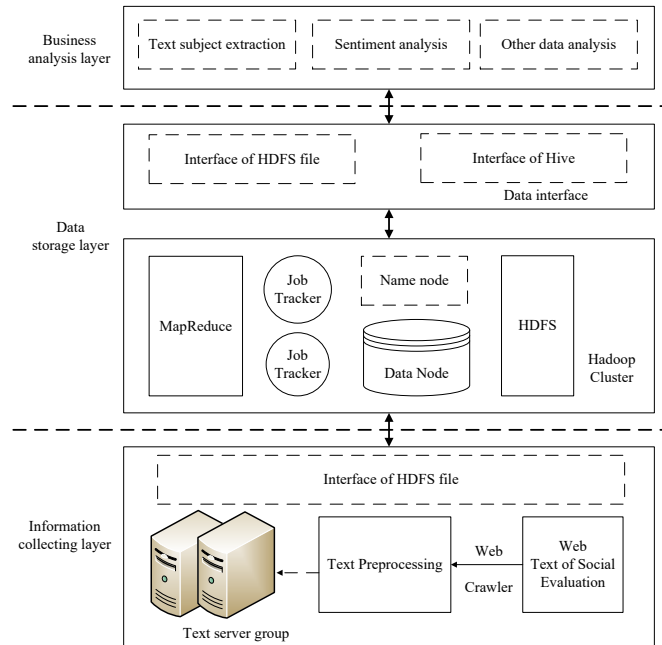 Business
analysis layer
Text subject extraction
Sentiment analysis
Other data analysis
Data
storage layer
Interface of HDFS file
Interface of Hive
Data interface
MapReduce
Job
Tracker
Job
Tracker
Name node
Data Node
HDFS
Hadoop
Cluster
Information
collecting layer
Interface of HDFS file
Text server group
Text Preprocessing
Web
Crawler
Web
Text of Social
Evaluation